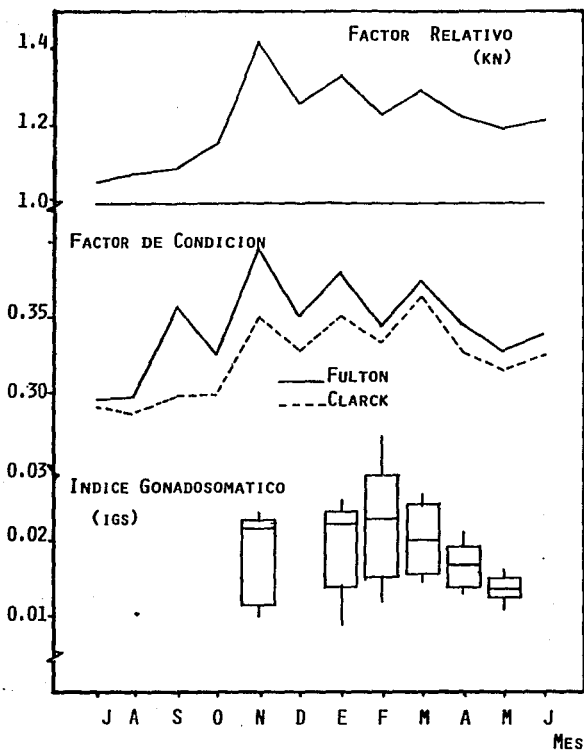 FACTOR RELATIVO
(KN)
1.4
1.2
1.0
FACTOR DE CONDICION
0.35
0.30
FULTON
CLARCK
INDICE GONADOSOMATICO
(IGS)
0.03
0.02
0.01
J A S O N D E F M A M J
MES